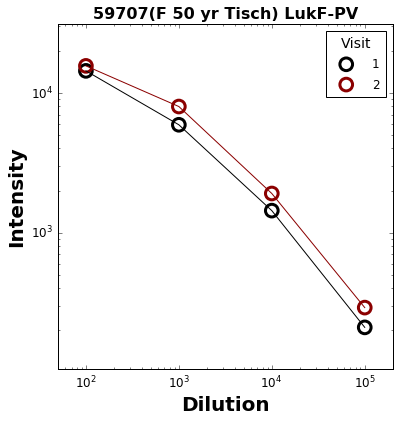 59707(F 50 yr Tisch) LukF-PV
Visit
1
2
10⁴
10³
Intensity
10² 10³ 10⁴ 10⁵
Dilution